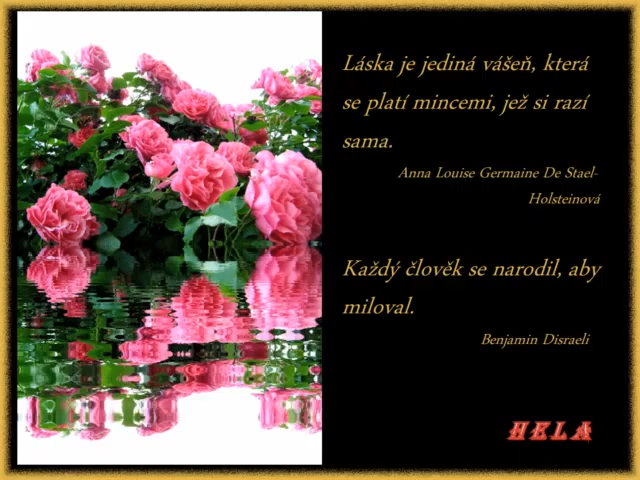 Láska je jediná vášeň, která
se platí mincemi, jež si razí
sama.
Anna Louise Germaine De Stael-
Holsteinová
Každý člověk se narodil, aby
miloval.
Benjamin Disraeli
HELA